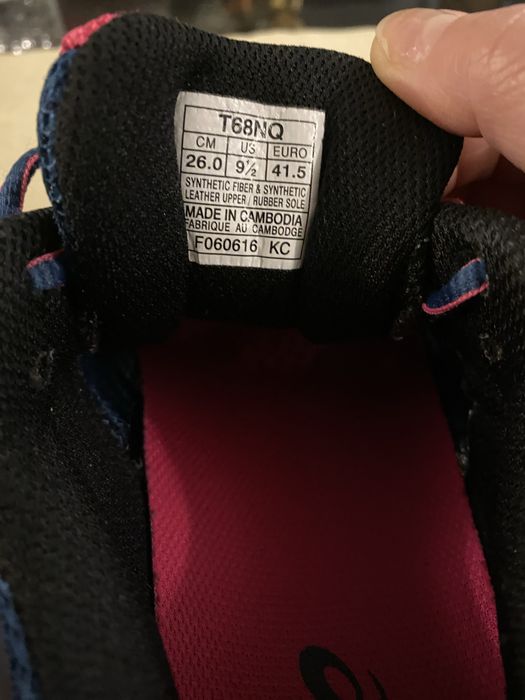 T68NQ
CM US EURO
26.0 9½ 41.5
SYNTHETIC FIBER & SYNTHETIC
LEATHER UPPER / RUBBER SOLE
MADE IN CAMBODIA
FABRIQUE AU CAMBODGE
F060616 KC